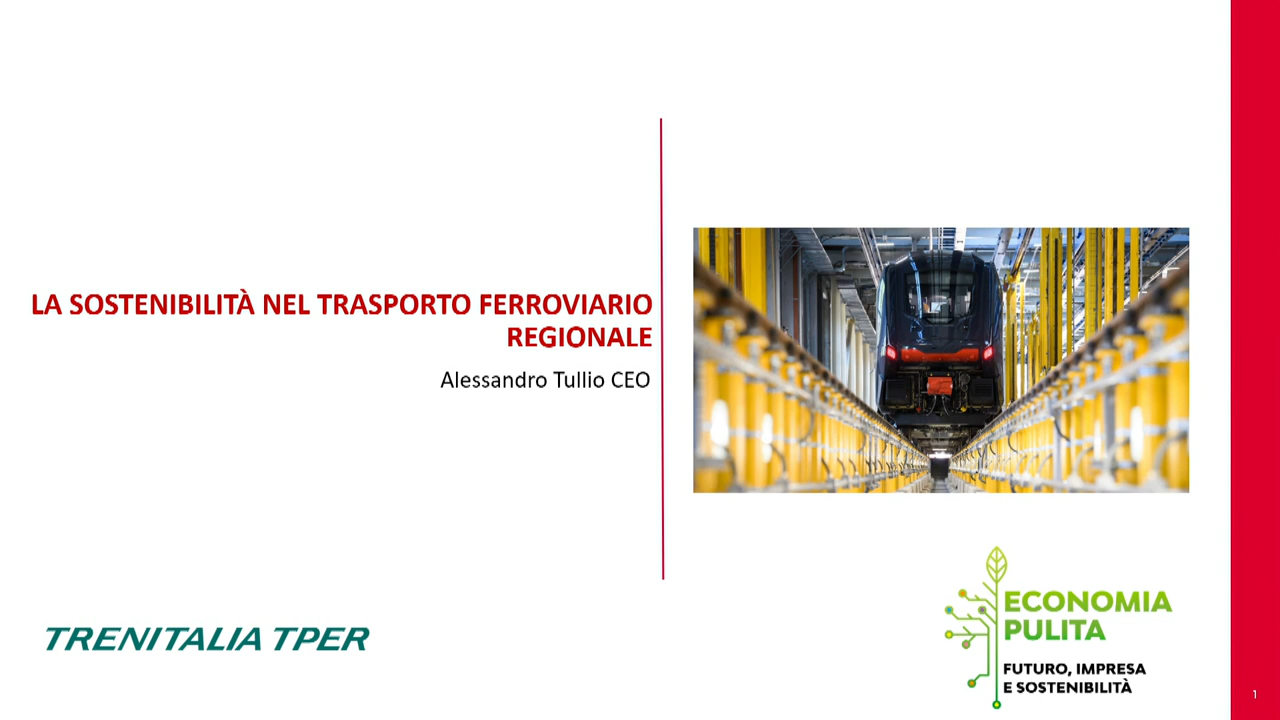 LA SOSTENIBILITÀ NEL TRASPORTO FERROVIARIO
REGIONALE
Alessandro Tullio CEO
TRENITALIA TPER
ECONOMIA
PULITA
FUTURO, IMPRESA
E SOSTENIBILITÀ
1